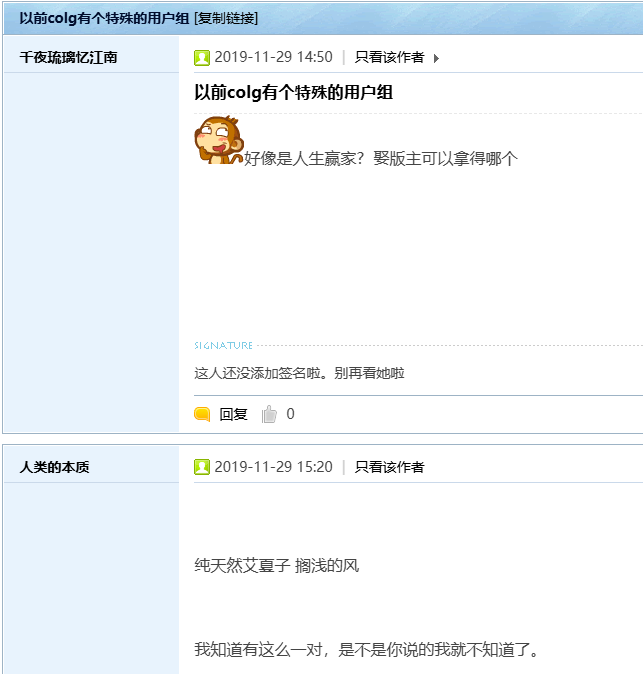 以前colg有个特殊的用户组 [复制链接]
千夜琉璃忆江南
2019-11-29 14:50 | 只看该作者
以前colg有个特殊的用户组
好像是人生赢家？娶版主可以拿得哪个
SIGNATURE
这人还没添加签名啦。别再看她啦
回复 0
人类的本质
2019-11-29 15:20 | 只看该作者
纯天然艾夏子 搁浅的风
我知道有这么一对，是不是你说的我就不知道了。